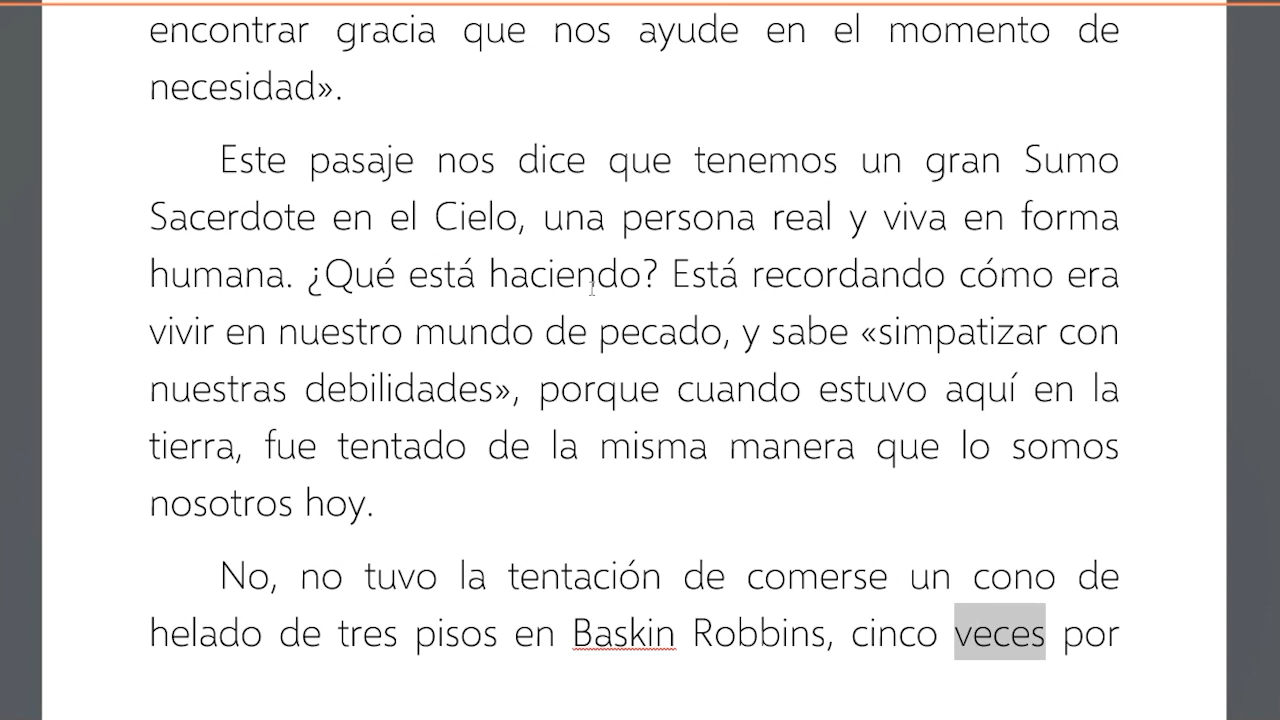 encontrar gracia que nos ayude en el momento de
necesidad».
Este pasaje nos dice que tenemos un gran Sumo
Sacerdote en el Cielo, una persona real y viva en forma
humana. ¿Qué está haciendo? Está recordando cómo era
vivir en nuestro mundo de pecado, y sabe «simpatizar con
nuestras debilidades», porque cuando estuvo aquí en la
tierra, fue tentado de la misma manera que lo somos
nosotros hoy.
No, no tuvo la tentación de comerse un cono de
helado de tres pisos en Baskin Robbins, cinco veces por